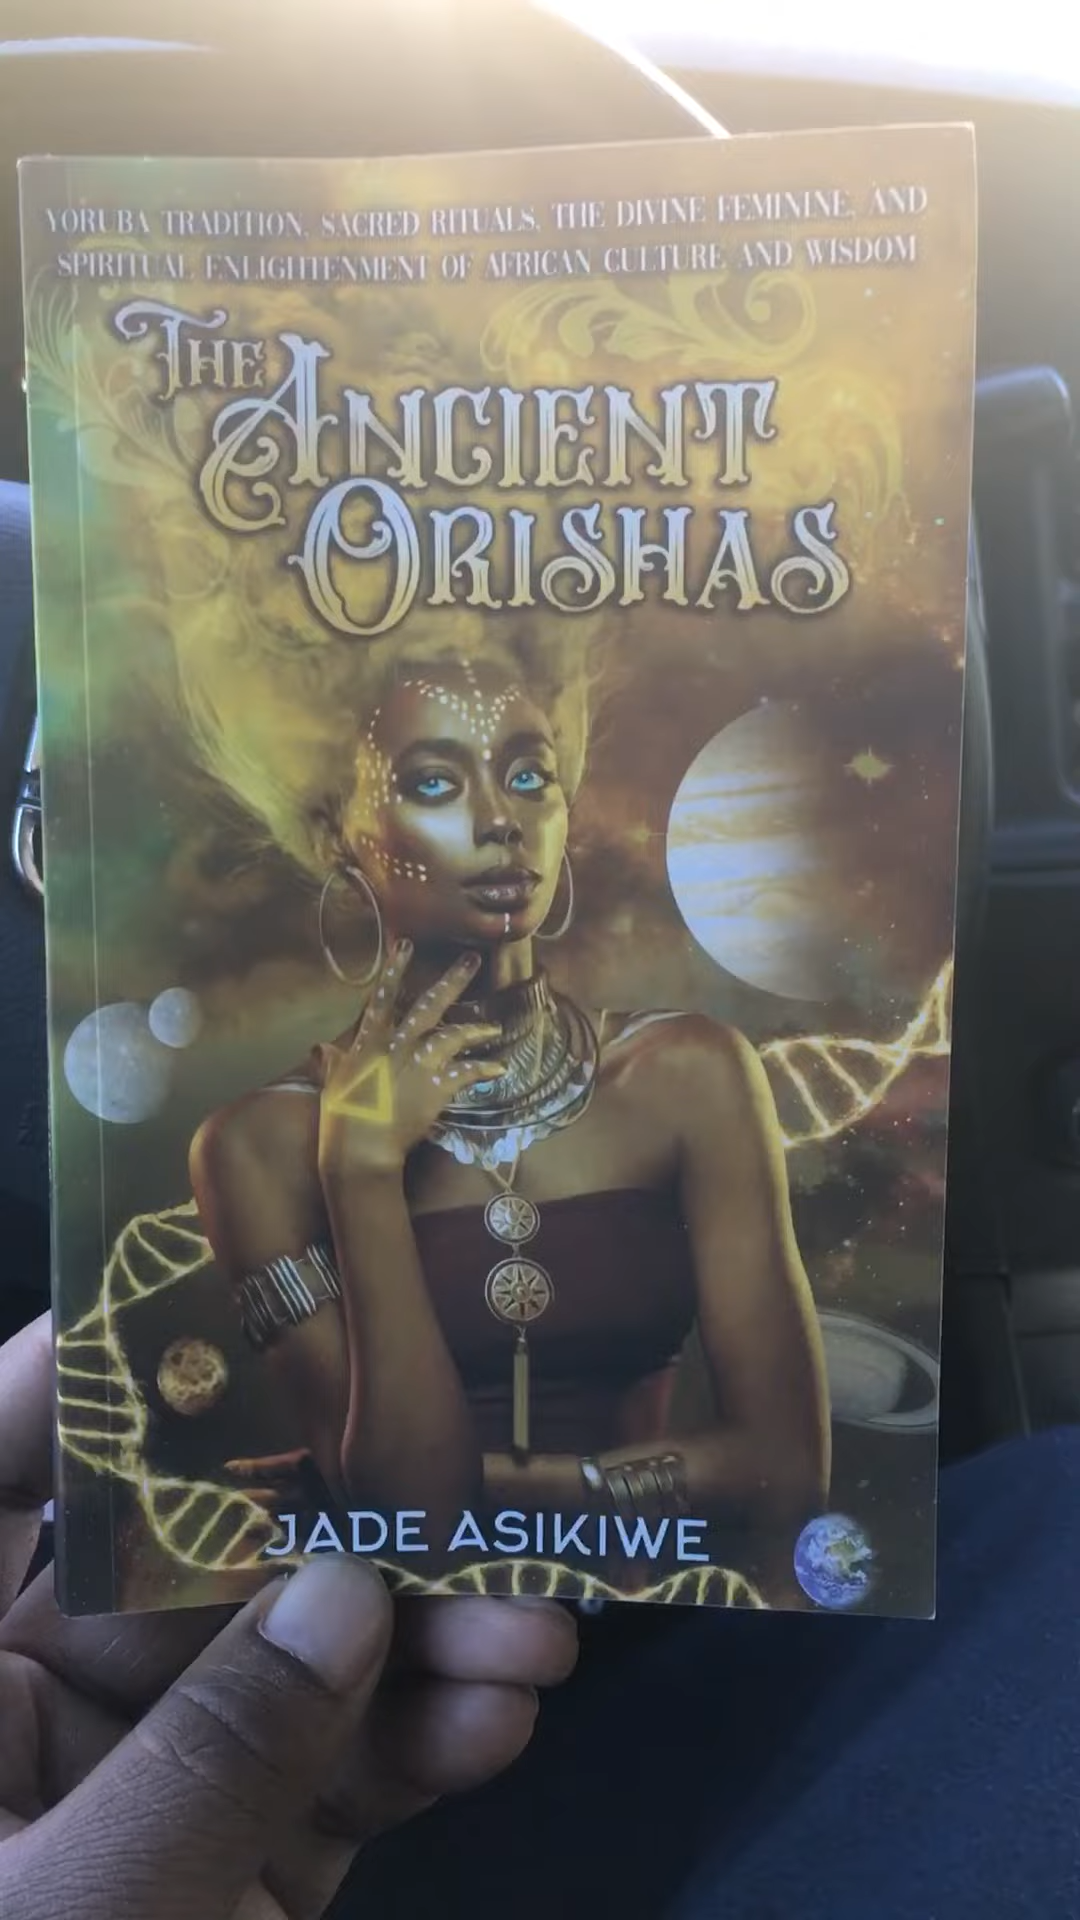 YORUBA TRADITION, SACRED RITUALS, THE DIVINE FEMININE, AND
SPIRITUAL ENLIGHTENMENT OF AFRICAN CULTURE AND WISDOM
THE ANCIENT
ORISHAS
JADE ASIKIWE